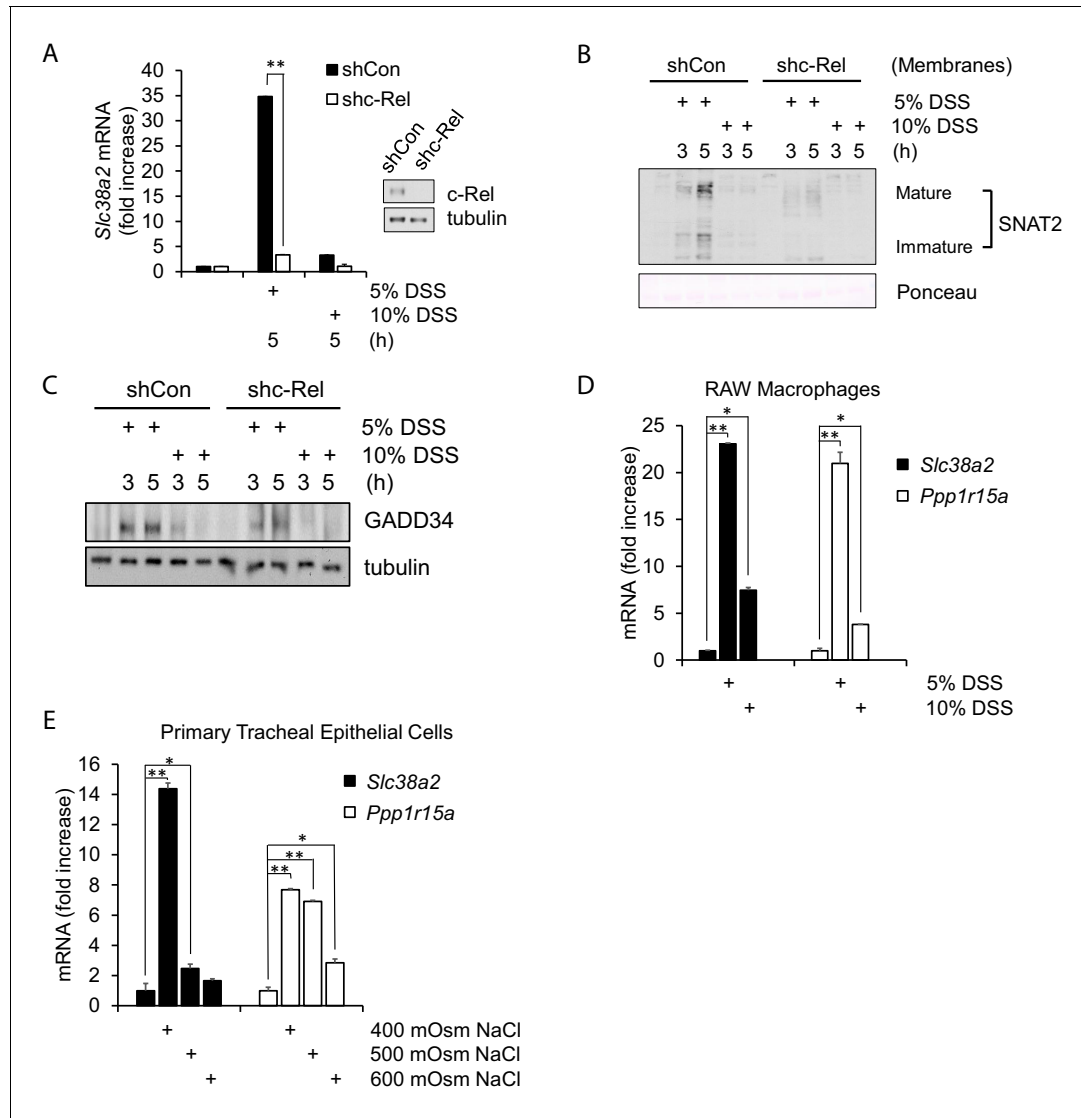 A
Slc38a2 mRNA
(fold increase)
40
35
30
25
20
15
10
5
0
**
shCon
shc-Rel
shCon
shc-Rel
c-Rel
tubulin
+
5% DSS
+
10% DSS
5 5 (h)
B
shCon shc-Rel (Membranes)
+ + + + 5% DSS
+ + + + 10% DSS
3 5 3 5 3 5 3 5 (h)
Mature
SNAT2
Immature
Ponceau
C
shCon shc-Rel
+ + + + 5% DSS
+ + + + 10% DSS
3 5 3 5 3 5 3 5 (h)
GADD34
tubulin
D
RAW Macrophages
mRNA (fold increase)
25
20
15
10
5
0
* *
** **
Slc38a2
Ppp1r15a
+ + 5% DSS
+ + 10% DSS
E
Primary Tracheal Epithelial Cells
mRNA (fold increase)
16
14
12
10
8
6
4
2
0
*
**
*
**
**
Slc38a2
Ppp1r15a
+ + 400 mOsm NaCl
+ + 500 mOsm NaCl
+ + 600 mOsm NaCl